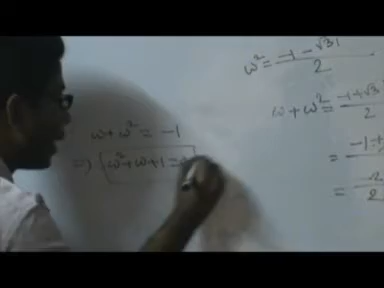 ω + ω² = -1
⇒ ω² + ω + 1 =
ω² = -1 - √3i / 2
ω + ω² = -1 + √3i / 2
= -1 +
= -2 / 2